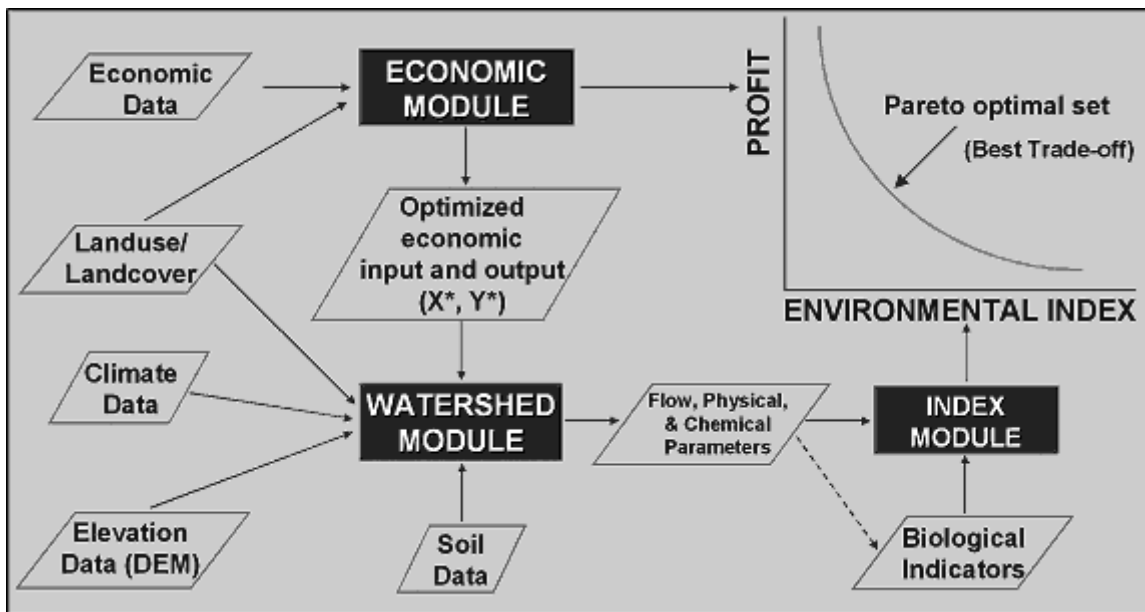 Economic
Data
ECONOMIC
MODULE
PROFIT
Pareto optimal set
(Best Trade-off)
Landuse/
Landcover
Optimized
economic
input and output
(X*, Y*)
ENVIRONMENTAL INDEX
Climate
Data
WATERSHED
MODULE
Flow, Physical,
& Chemical
Parameters
INDEX
MODULE
Elevation
Data (DEM)
Soil
Data
Biological
Indicators